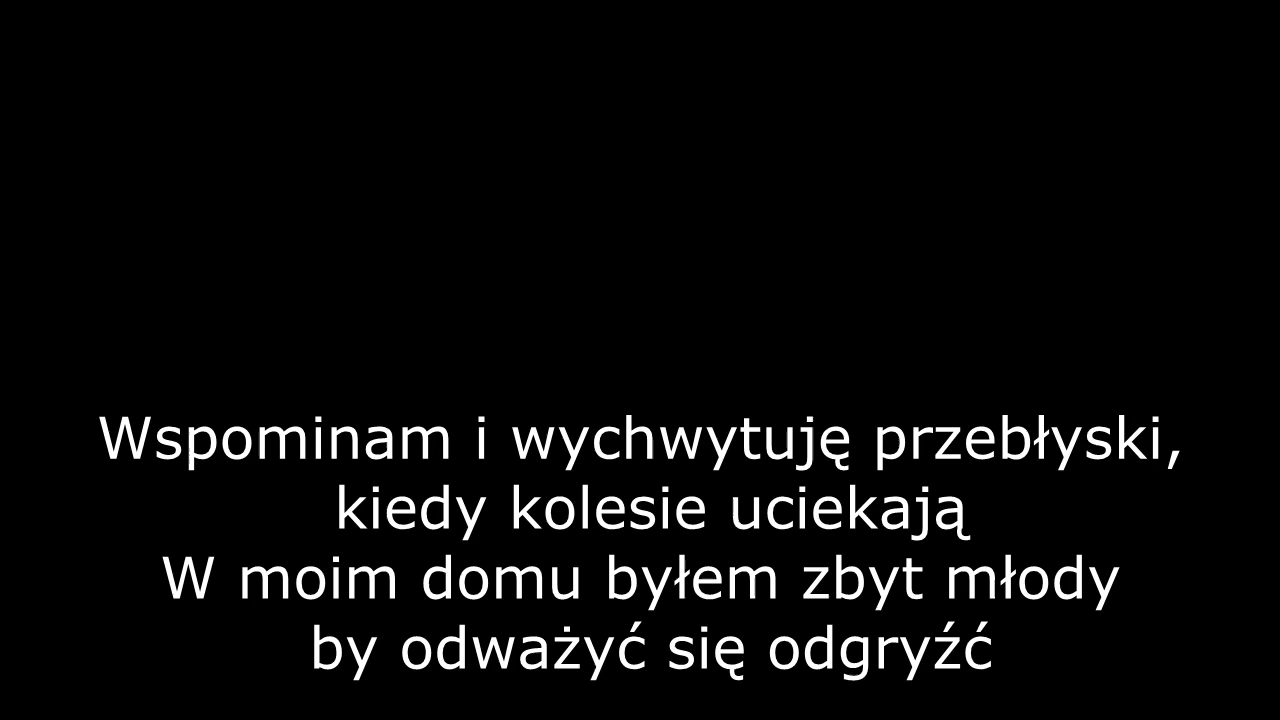 Wspominam i wychwytuję przebłyski,
kiedy kolesie uciekają
W moim domu byłem zbyt młody
by odważyć się odgryźć